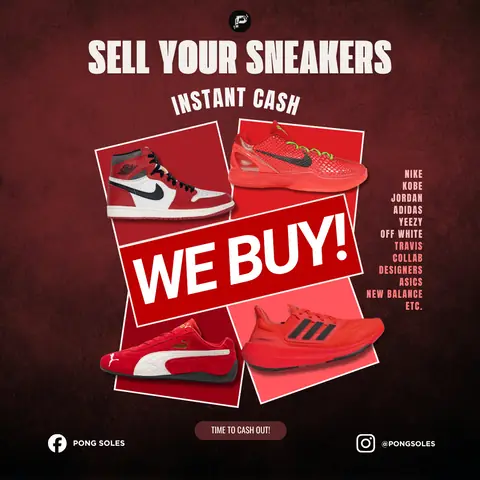 SELL YOUR SNEAKERS
INSTANT CASH
NIKE
KOBE
JORDAN
ADIDAS
YEEZY
OFF WHITE
TRAVIS
COLLAB
DESIGNERS
ASICS
NEW BALANCE
ETC.
WE BUY!
TIME TO CASH OUT!
PONG SOLES
@PONGSOLES